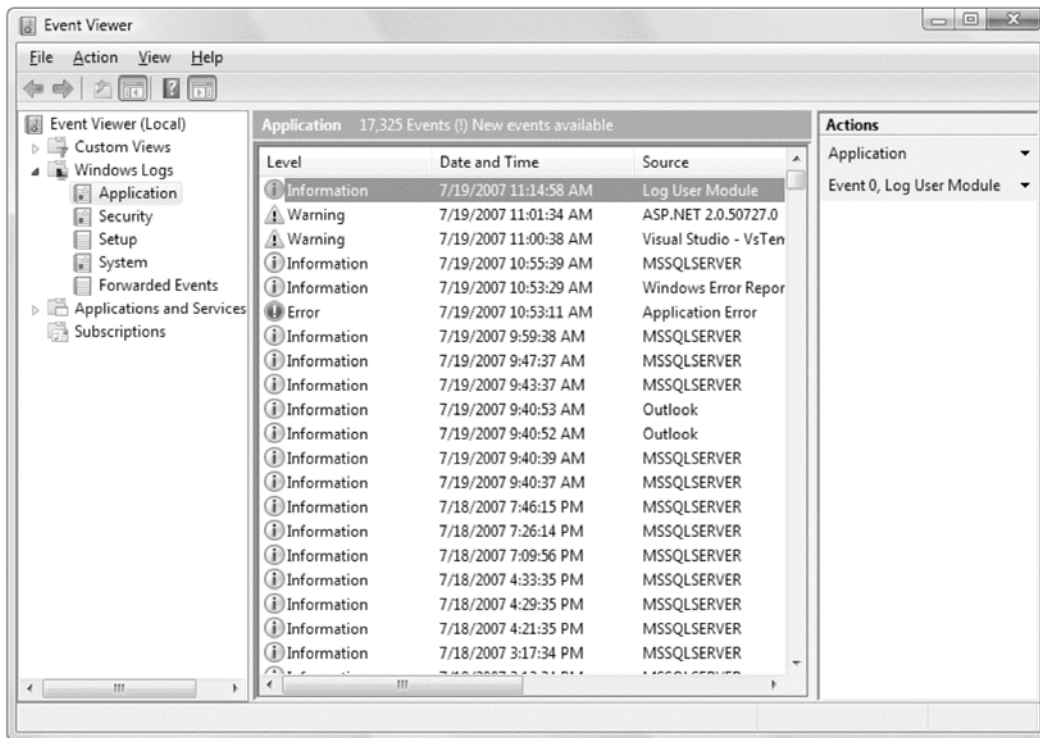 Event Viewer
File Action View Help
Event Viewer (Local)
Custom Views
Windows Logs
Application
Security
Setup
System
Forwarded Events
Applications and Services
Subscriptions
Application 17,325 Events (!) New events available
Level Date and Time Source
Information 7/19/2007 11:14:58 AM Log User Module
Warning 7/19/2007 11:01:34 AM ASP.NET 2.0.50727.0
Warning 7/19/2007 11:00:38 AM Visual Studio - VsTen
Information 7/19/2007 10:55:39 AM MSSQLSERVER
Information 7/19/2007 10:53:29 AM Windows Error Repor
Error 7/19/2007 10:53:11 AM Application Error
Information 7/19/2007 9:59:38 AM MSSQLSERVER
Information 7/19/2007 9:47:37 AM MSSQLSERVER
Information 7/19/2007 9:43:37 AM MSSQLSERVER
Information 7/19/2007 9:40:53 AM Outlook
Information 7/19/2007 9:40:52 AM Outlook
Information 7/19/2007 9:40:39 AM MSSQLSERVER
Information 7/19/2007 9:40:37 AM MSSQLSERVER
Information 7/18/2007 7:46:15 PM MSSQLSERVER
Information 7/18/2007 7:26:14 PM MSSQLSERVER
Information 7/18/2007 7:09:56 PM MSSQLSERVER
Information 7/18/2007 4:33:35 PM MSSQLSERVER
Information 7/18/2007 4:29:35 PM MSSQLSERVER
Information 7/18/2007 4:21:35 PM MSSQLSERVER
Information 7/18/2007 3:17:34 PM MSSQLSERVER
Actions
Application
Event 0, Log User Module